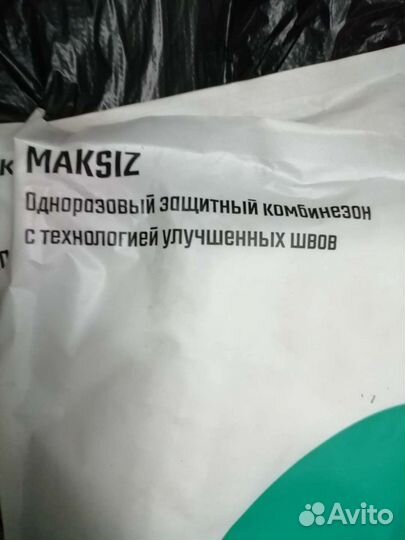 MAKSIZ
Одноразовый защитный комбинезон
с технологией улучшенных швов
Avito